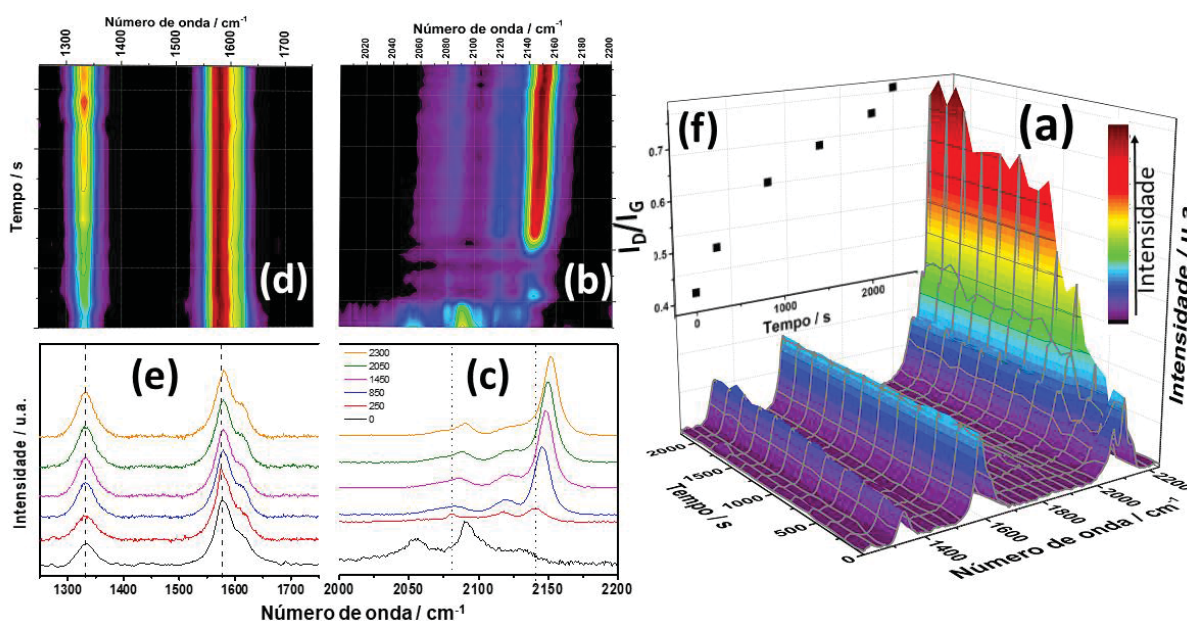 Número de onda / cm⁻¹
1300 1400 1500 1600 1700
Tempo / s
(d)
Número de onda / cm⁻¹
2020 2040 2060 2080 2100 2120 2140 2160 2180 2200
(b)
Intensidade / u.a.
(e)
1300 1400 1500 1600 1700
(c)
2300
2050
1450
850
250
0
2000 2050 2100 2150 2200
Número de onda / cm⁻¹
(f)
I_D/I_G
0.7
0.6
0.5
0.4
0 1000 2000
Tempo / s
(a)
Intensidade
Intensidade / u.a.
2000
1500
1000
500
0
Tempo / s
1400 1600 1800 2000 2200
Número de onda / cm⁻¹